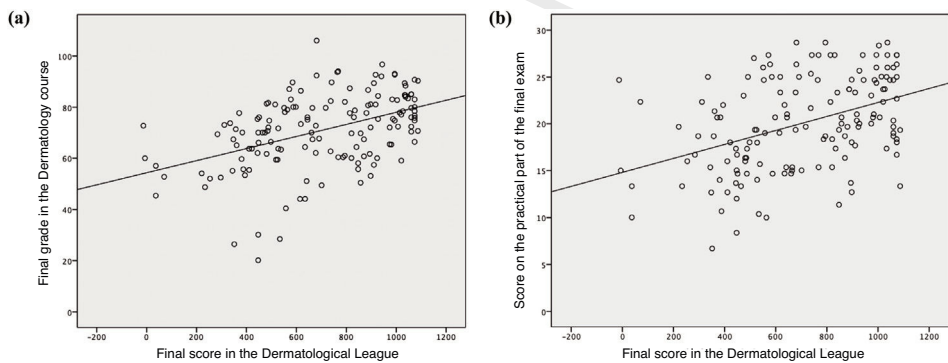 (a)
Final grade in the Dermatology course
100
80
60
40
20
0
−200 0 200 400 600 800 1000 1200
Final score in the Dermatological League
(b)
Score on the practical part of the final exam
30
25
20
15
10
5
0
−200 0 200 400 600 800 1000 1200
Final score in the Dermatological League